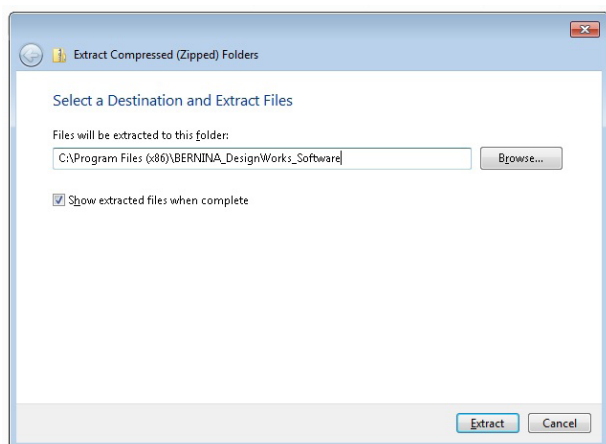 Extract Compressed (Zipped) Folders
Select a Destination and Extract Files
Files will be extracted to this folder:
C:\Program Files (x86)\BERNINA_DesignWorks_Software
Browse...
Show extracted files when complete
Extract Cancel